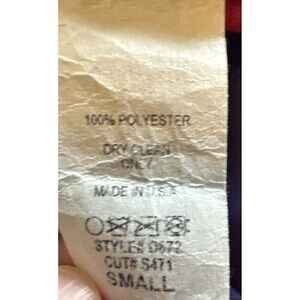 100% POLYESTER
DRY CLEAN
ONLY
MADE IN U.S.A
STYLE# D672
CUT# S471
SMALL